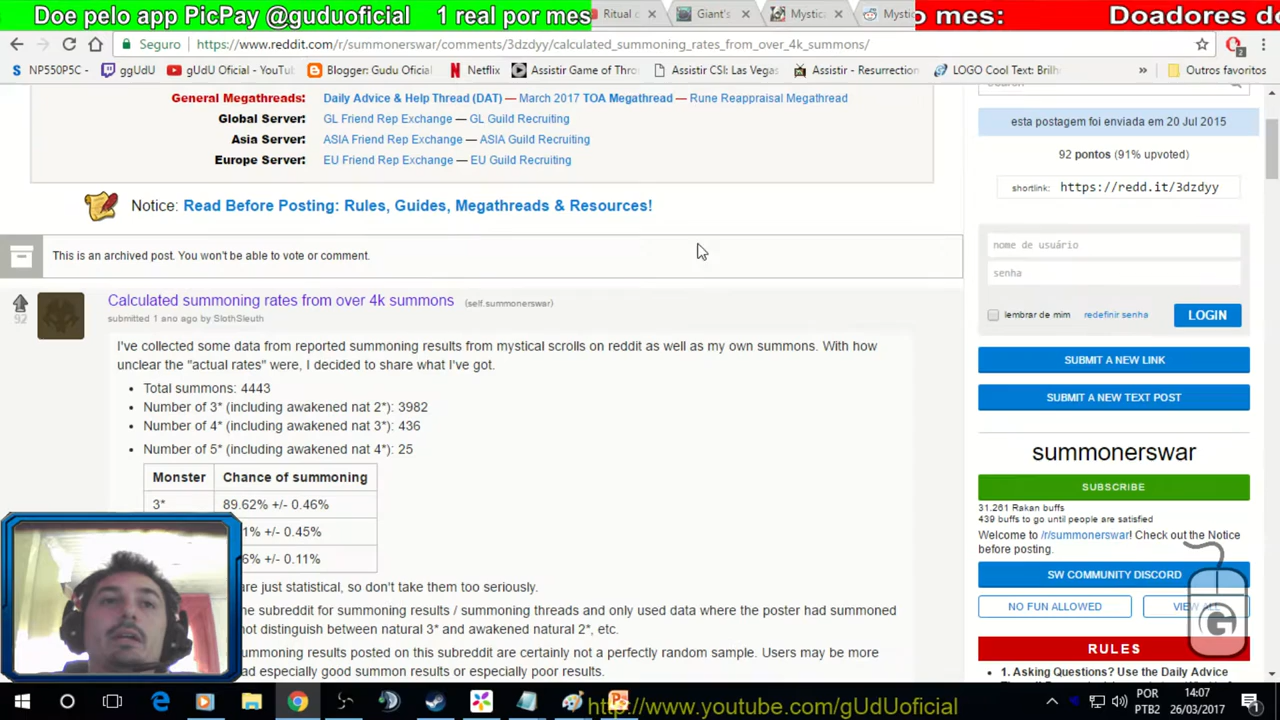 Doe pelo app PicPay @guduoficial 1 real por mes
o mes: Doadores do
Ritual c
Giant's
Mystica
Mystic
Seguro
https://www.reddit.com/r/summonerswar/comments/3dzdyy/calculated_summoning_rates_from_over_4k_summons/
2
NP550P5C -
ggUdU
gUdU Oficial - YouTu
Blogger: Gudu Oficial
Netflix
Assistir Game of Thro
Assistir CSI: Las Vega
Assistir - Resurrection
LOGO Cool Text: Brilh
»
Outros favoritos
General Megathreads: Daily Advice & Help Thread (DAT) — March 2017 TOA Megathread — Rune Reappraisal Megathread
Global Server: GL Friend Rep Exchange — GL Guild Recruiting
Asia Server: ASIA Friend Rep Exchange — ASIA Guild Recruiting
Europe Server: EU Friend Rep Exchange — EU Guild Recruiting
Notice: Read Before Posting: Rules, Guides, Megathreads & Resources!
This is an archived post. You won't be able to vote or comment.
92
Calculated summoning rates from over 4k summons (self.summonerswar)
submitted 1 ano ago by SlothSleuth
I've collected some data from reported summoning results from mystical scrolls on reddit as well as my own summons. With how
unclear the "actual rates" were, I decided to share what I've got.
• Total summons: 4443
• Number of 3* (including awakened nat 2*): 3982
• Number of 4* (including awakened nat 3*): 436
• Number of 5* (including awakened nat 4*): 25
Monster Chance of summoning
3* 89.62% +/- 0.46%
1% +/- 0.45%
6% +/- 0.11%
are just statistical, so don't take them too seriously.
he subreddit for summoning results / summoning threads and only used data where the poster had summoned
not distinguish between natural 3* and awakened natural 2*, etc.
ummoning results posted on this subreddit are certainly not a perfectly random sample. Users may be more
ad especially good summon results or especially poor results.
esta postagem foi enviada em 20 Jul 2015
92 pontos (91% upvoted)
shortlink: https://redd.it/3dzdyy
nome de usuário
senha
lembrar de mim
redefinir senha
LOGIN
SUBMIT A NEW LINK
SUBMIT A NEW TEXT POST
summonerswar
SUBSCRIBE
31.261 Rakan buffs
439 buffs to go until people are satisfied
Welcome to /r/summonerswar! Check out the Notice
before posting.
SW COMMUNITY DISCORD
NO FUN ALLOWED
VIEW ALL
RULES
1. Asking Questions? Use the Daily Advice
http://www.youtube.com/gUdUoficial
POR
PTB2
14:07
26/03/2017
1